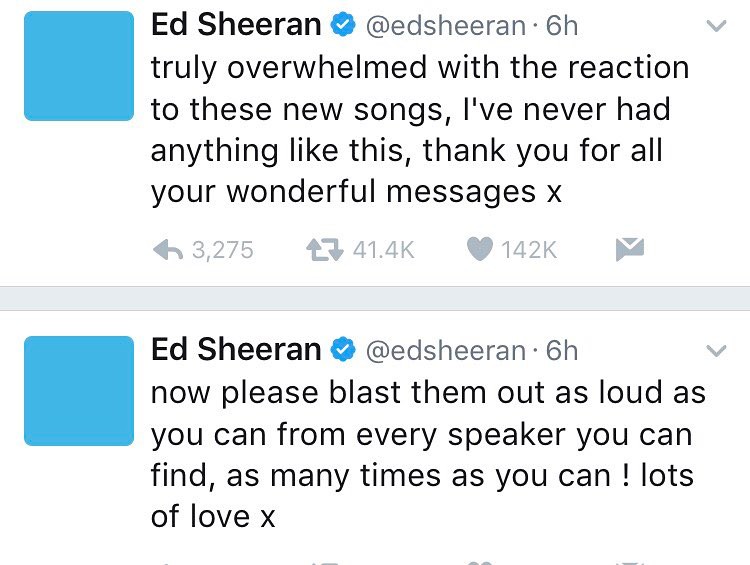 Ed Sheeran @edsheeran · 6h
truly overwhelmed with the reaction
to these new songs, I've never had
anything like this, thank you for all
your wonderful messages x
3,275 41.4K 142K
Ed Sheeran @edsheeran · 6h
now please blast them out as loud as
you can from every speaker you can
find, as many times as you can ! lots
of love x